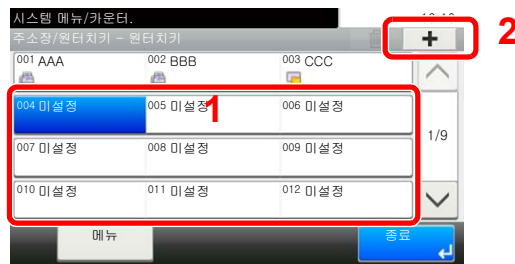 시스템 메뉴/카운터.
주소장/원터치키 - 원터치키
+ 2
001 AAA 002 BBB 003 CCC
004 미설정 005 미설정 006 미설정
1
1/9
007 미설정 008 미설정 009 미설정
010 미설정 011 미설정 012 미설정
메뉴 종료